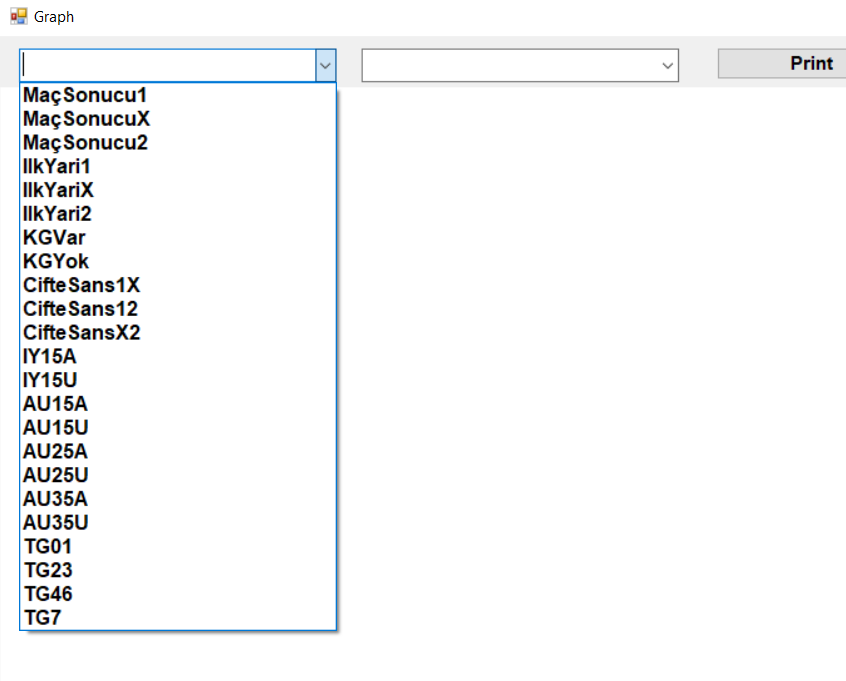 Graph
Print
MaçSonucu1
MaçSonucuX
MaçSonucu2
IlkYari1
IlkYariX
IlkYari2
KGVar
KGYok
CifteSans1X
CifteSans12
CifteSansX2
IY15A
IY15U
AU15A
AU15U
AU25A
AU25U
AU35A
AU35U
TG01
TG23
TG46
TG7